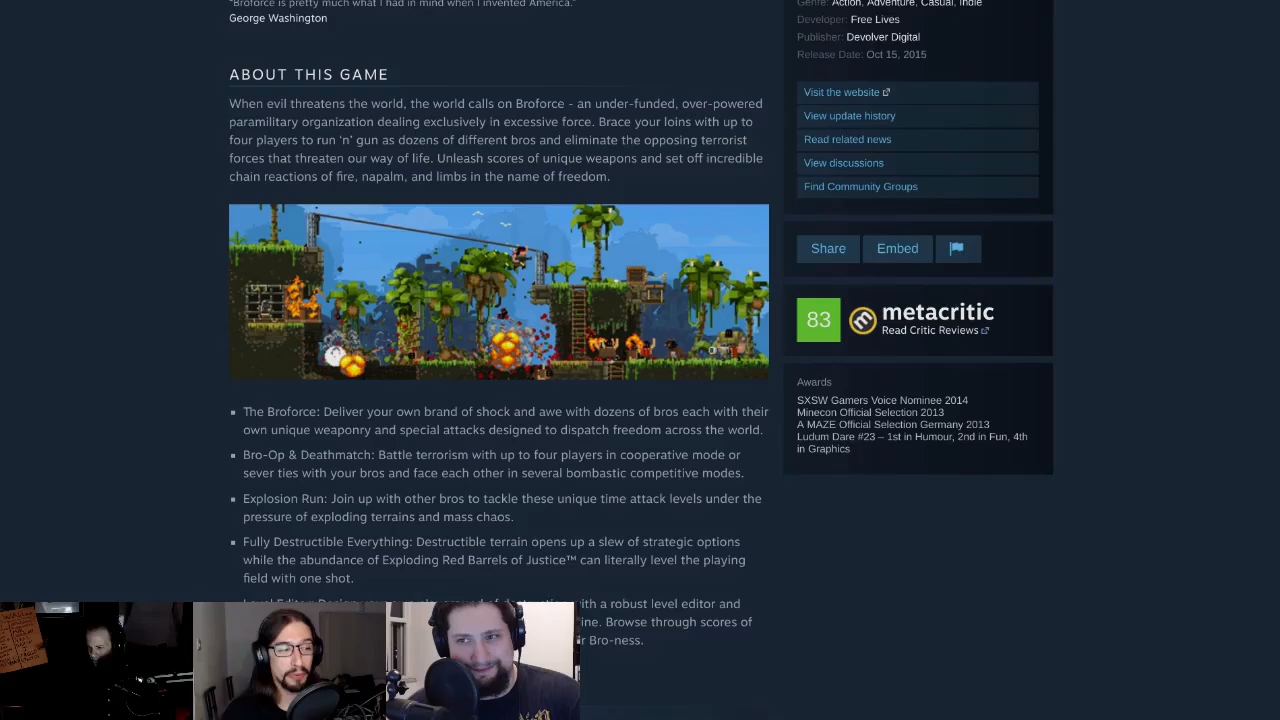 "Broforce is pretty much what I had in mind when I invented America."
George Washington
ABOUT THIS GAME
When evil threatens the world, the world calls on Broforce - an under-funded, over-powered
paramilitary organization dealing exclusively in excessive force. Brace your loins with up to
four players to run 'n' gun as dozens of different bros and eliminate the opposing terrorist
forces that threaten our way of life. Unleash scores of unique weapons and set off incredible
chain reactions of fire, napalm, and limbs in the name of freedom.
▪ The Broforce: Deliver your own brand of shock and awe with dozens of bros each with their
own unique weaponry and special attacks designed to dispatch freedom across the world.
▪ Bro-Op & Deathmatch: Battle terrorism with up to four players in cooperative mode or
sever ties with your bros and face each other in several bombastic competitive modes.
▪ Explosion Run: Join up with other bros to tackle these unique time attack levels under the
pressure of exploding terrains and mass chaos.
▪ Fully Destructible Everything: Destructible terrain opens up a slew of strategic options
while the abundance of Exploding Red Barrels of Justice™ can literally level the playing
field with one shot.
with a robust level editor and
Browse through scores of
Bro-ness.
Genre: Action, Adventure, Casual, Indie
Developer: Free Lives
Publisher: Devolver Digital
Release Date: Oct 15, 2015
Visit the website
View update history
Read related news
View discussions
Find Community Groups
Share
Embed
83
metacritic
Read Critic Reviews
Awards
SXSW Gamers Voice Nominee 2014
Minecon Official Selection 2013
A MAZE Official Selection Germany 2013
Ludum Dare #23 – 1st in Humour, 2nd in Fun, 4th
in Graphics